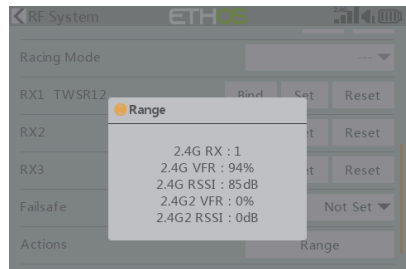 RF System
ETHOS
2.4G
Racing Mode
---
RX1 TWSR12
Bind
Set
Reset
Range
RX2
Reset
2.4G RX : 1
2.4G VFR : 94%
2.4G RSSI : 85dB
2.4G2 VFR : 0%
2.4G2 RSSI : 0dB
RX3
Reset
Failsafe
Not Set
Actions
Range